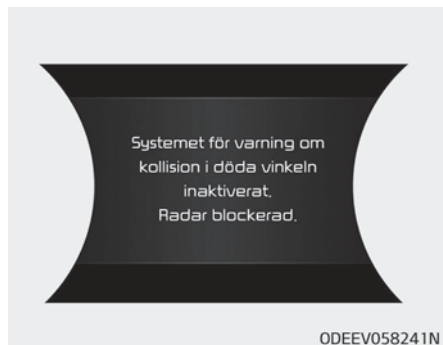 Systemet för varning om
kollision i döda vinkeln
inaktiverat.
Radar blockerad.
ODEEV058241N